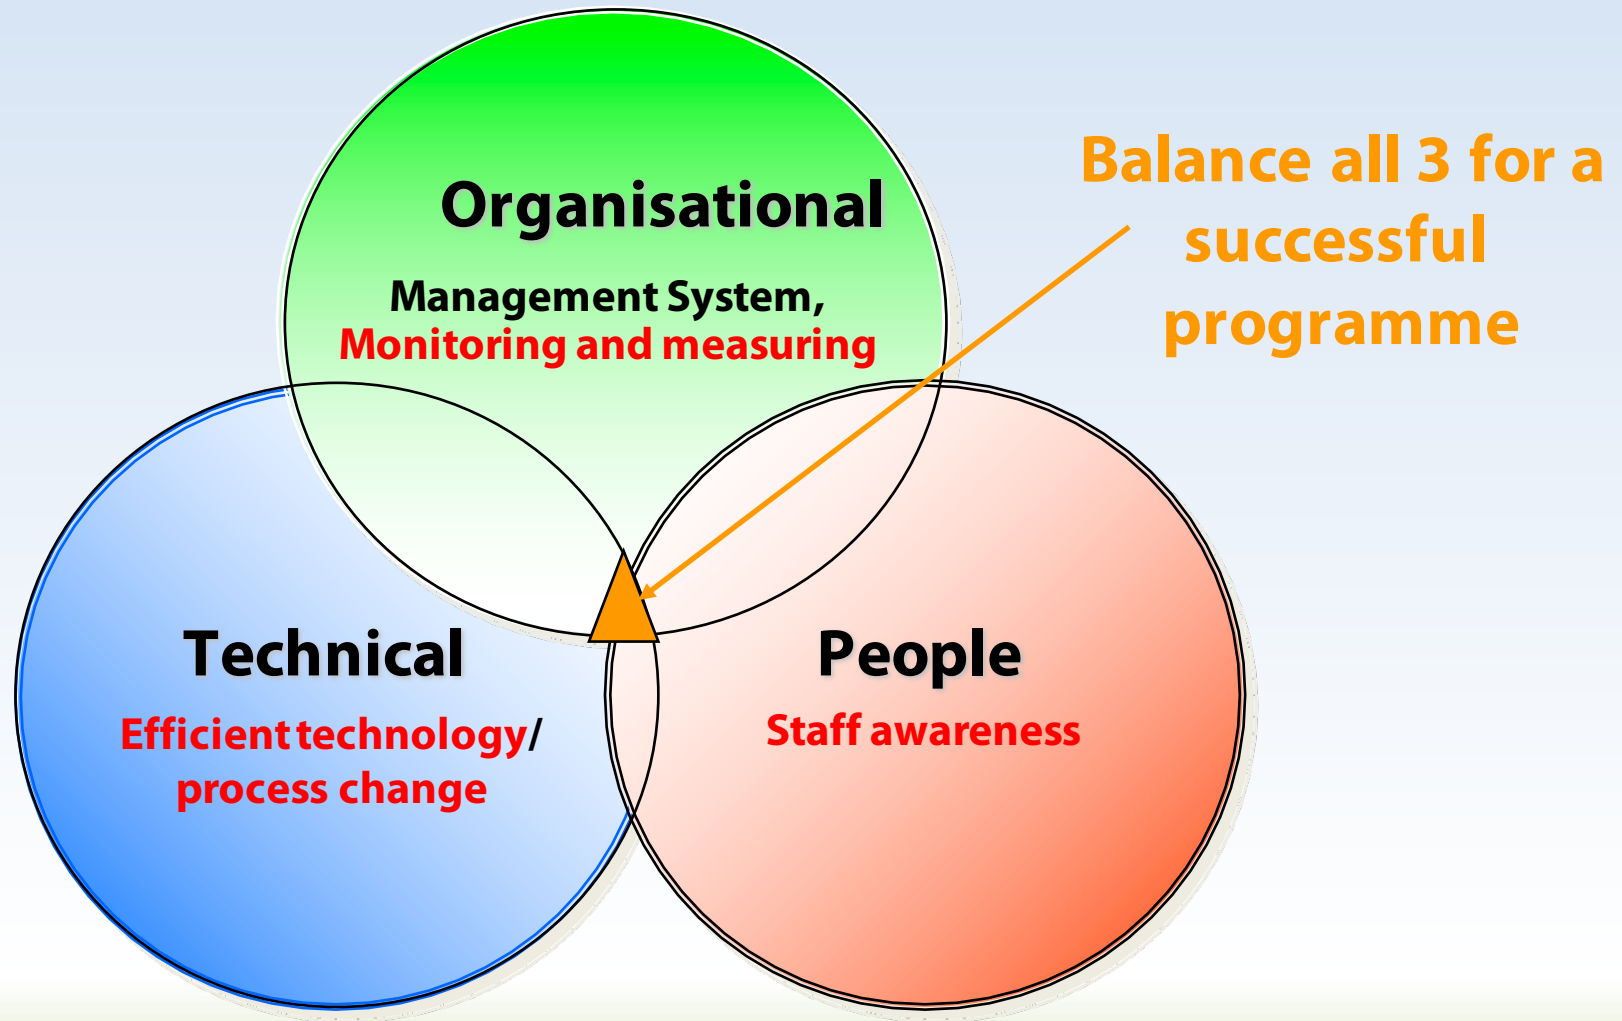 Balance all 3 for a
successful
programme
Organisational
Management System,
Monitoring and measuring
Technical
Efficient technology/
process change
People
Staff awareness